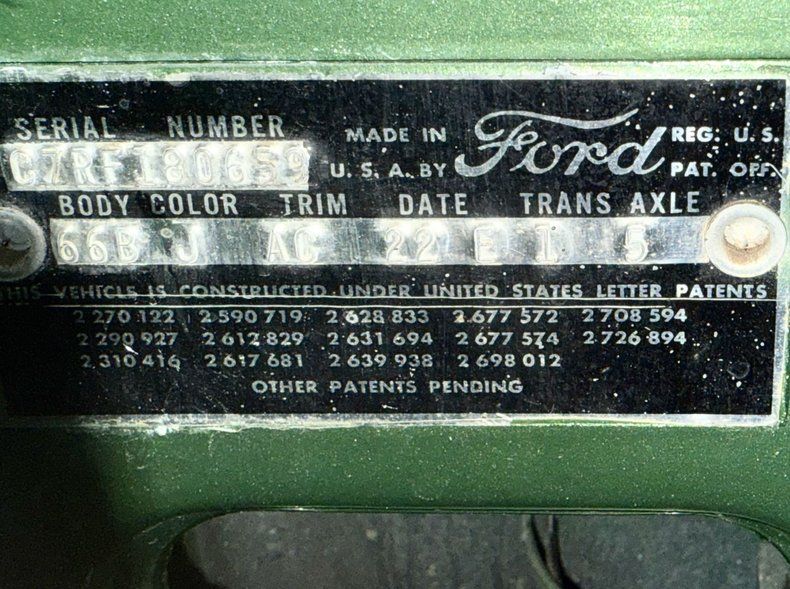 SERIAL NUMBER MADE IN Ford REG. U. S.
C7RF180659 U. S. A. BY PAT. OFF.
BODY COLOR TRIM DATE TRANS AXLE
66B J AC 22 E 1 5
THIS VEHICLE IS CONSTRUCTED UNDER UNITED STATES LETTER PATENTS
2 270 122 2 590 719 2 628 833 2 677 572 2 708 594
2 290 927 2 612 829 2 631 694 2 677 574 2 726 894
2 310 416 2 617 681 2 639 938 2 698 012
OTHER PATENTS PENDING